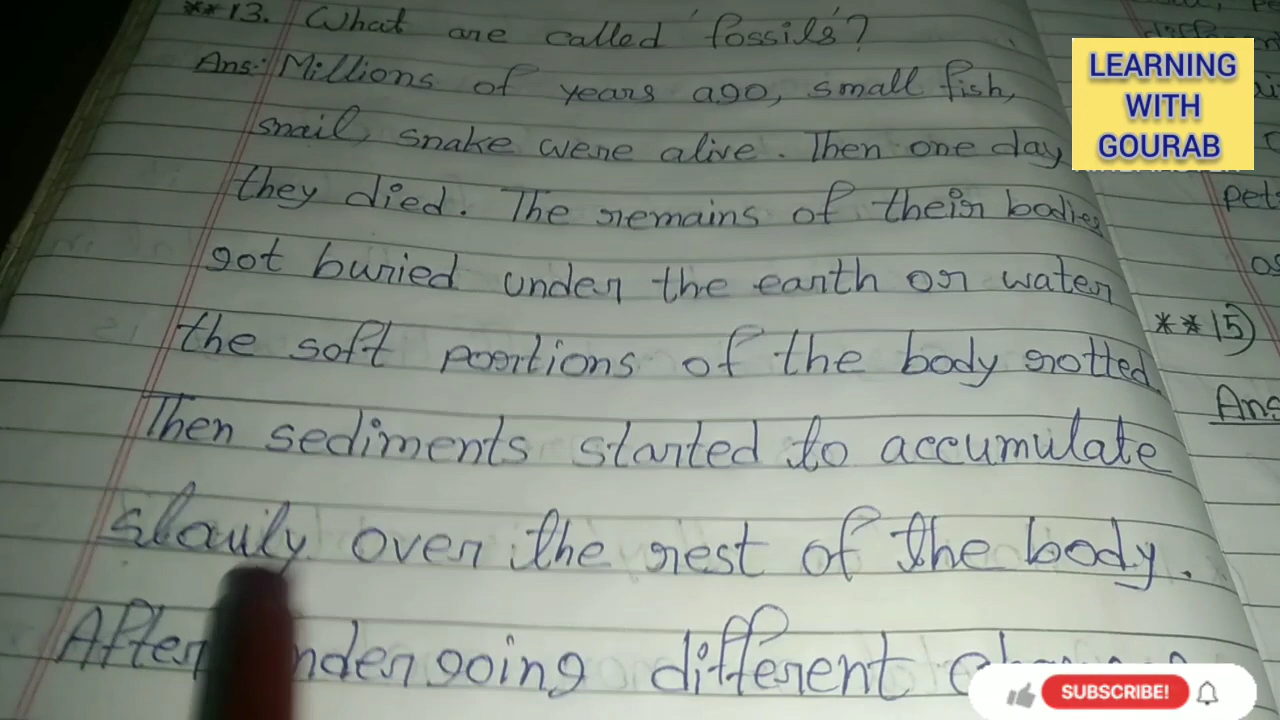 **13. What are called 'fossils'?
Ans:- Millions of years ago, small fish,
snail, snake were alive. Then one day
they died. The remains of their bodies
got buried under the earth or water
the soft portions of the body rotted.
Then sediments started to accumulate
slowly over the rest of the body.
After undergoing different
LEARNING
WITH
GOURAB
pet
**15)
Ans
SUBSCRIBE!